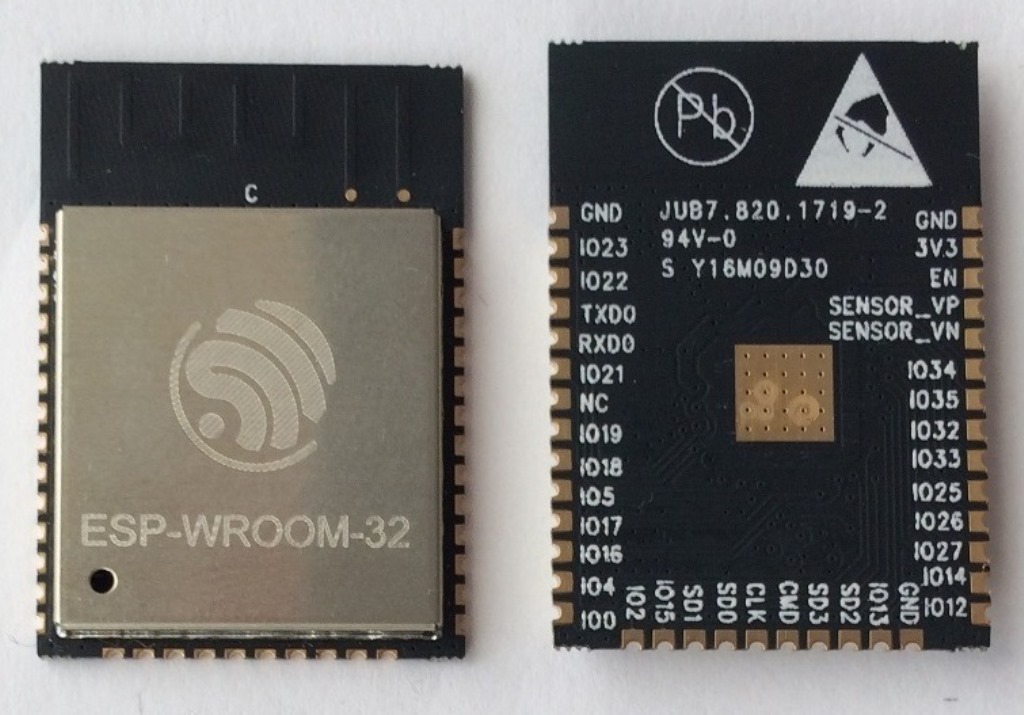 C
ESP-WROOM-32
Pb
GND
JUB7.820.1719-2
94V-0
S Y16M09D30
IO23
IO22
TXD0
RXD0
IO21
NC
IO19
IO18
IO5
IO17
IO16
IO4
IO0
IO2
IO15
SD1
SD0
CLK
CMD
SD3
SD2
IO13
GND
GND
3V3
EN
SENSOR_VP
SENSOR_VN
IO34
IO35
IO32
IO33
IO25
IO26
IO27
IO14
IO12